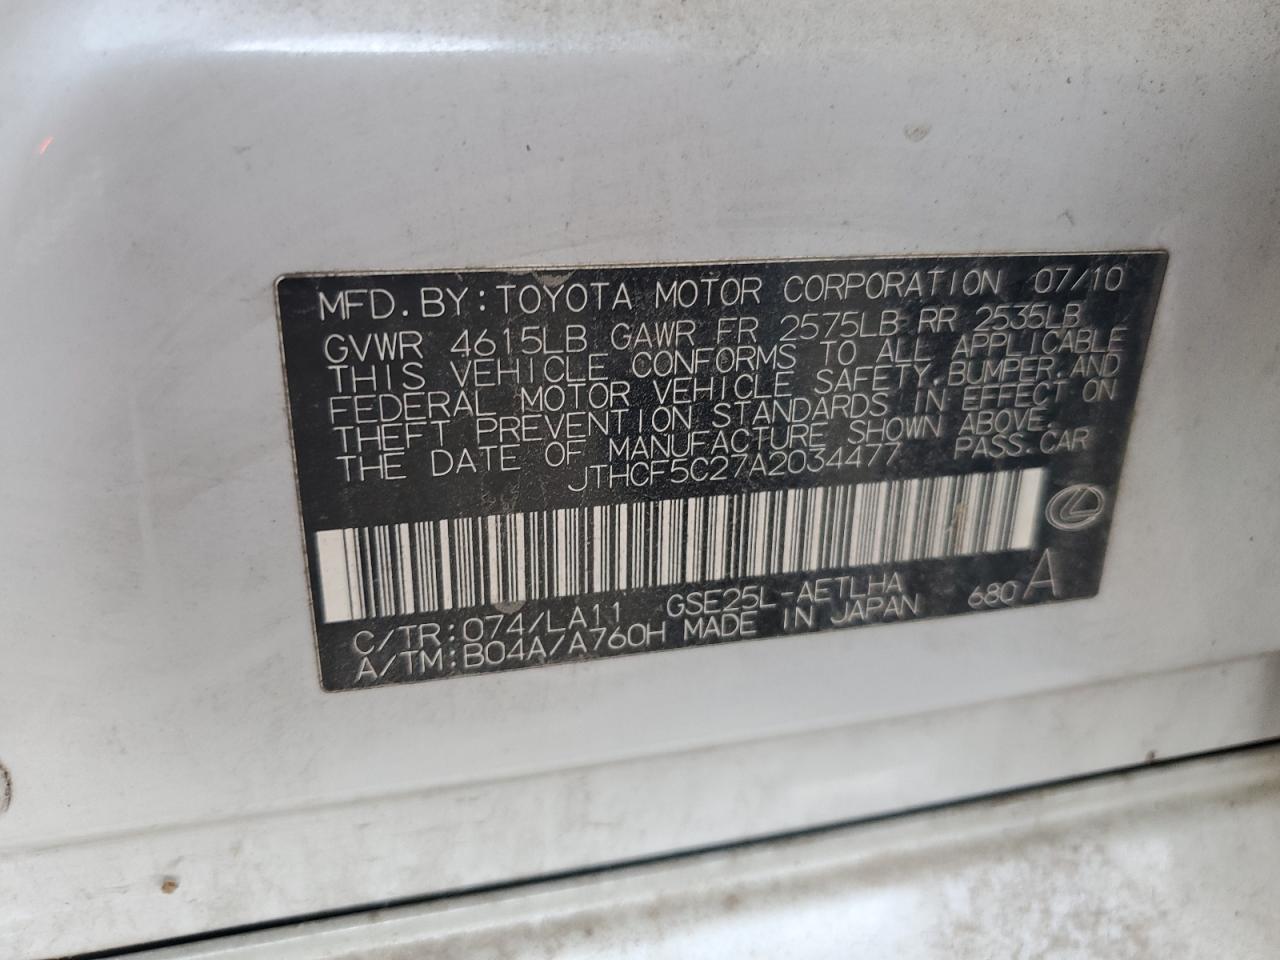 MFD. BY: TOYOTA MOTOR CORPORATION 07/10
GVWR 4615LB GAWR FR 2575LB RR 2535LB
THIS VEHICLE CONFORMS TO ALL APPLICABLE
FEDERAL MOTOR VEHICLE SAFETY, BUMPER, AND
THEFT PREVENTION STANDARDS IN EFFECT ON
THE DATE OF MANUFACTURE SHOWN ABOVE.
JTHCF5C27A2034477 PASS. CAR
C/TR: 074/LA11 GSE25L-AETLHA
A/TM: B04A/A760H MADE IN JAPAN 680 A